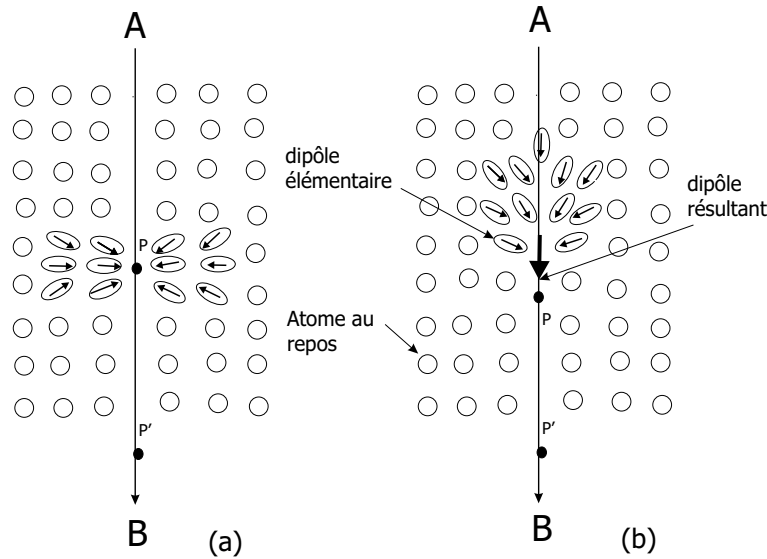 A
A
dipôle
élémentaire
dipôle
résultant
P
P
Atome au
repos
P'
P'
B
(a)
B
(b)